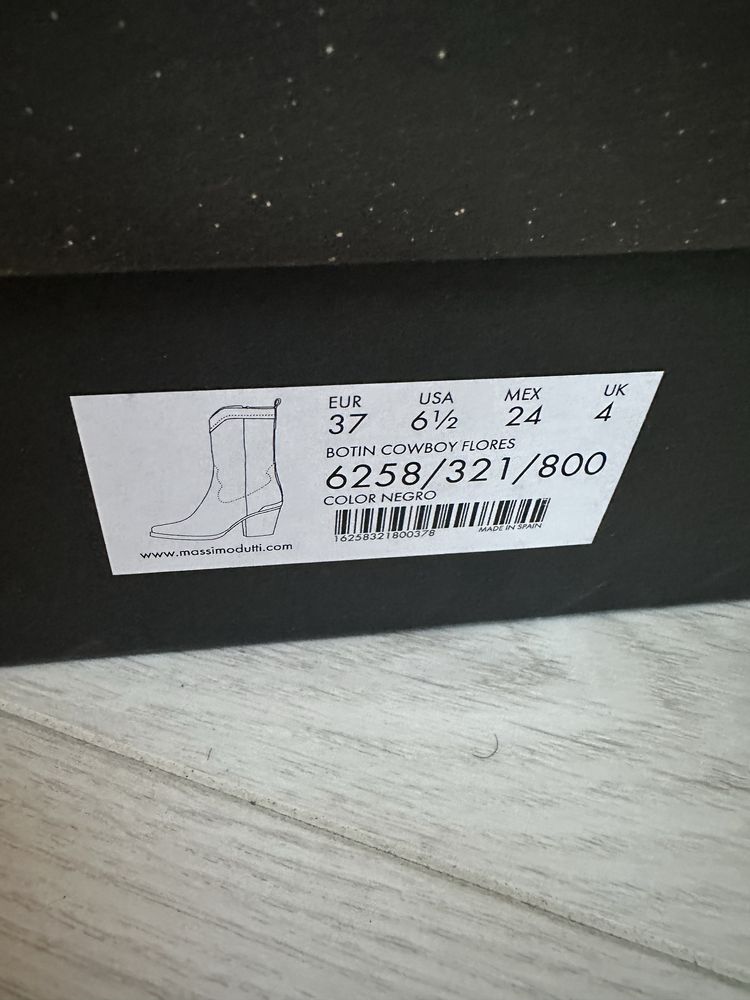 EUR USA MEX UK
37 6½ 24 4
BOTIN COWBOY FLORES
6258/321/800
COLOR NEGRO
16258321800378 MADE IN SPAIN
www.massimodutti.com